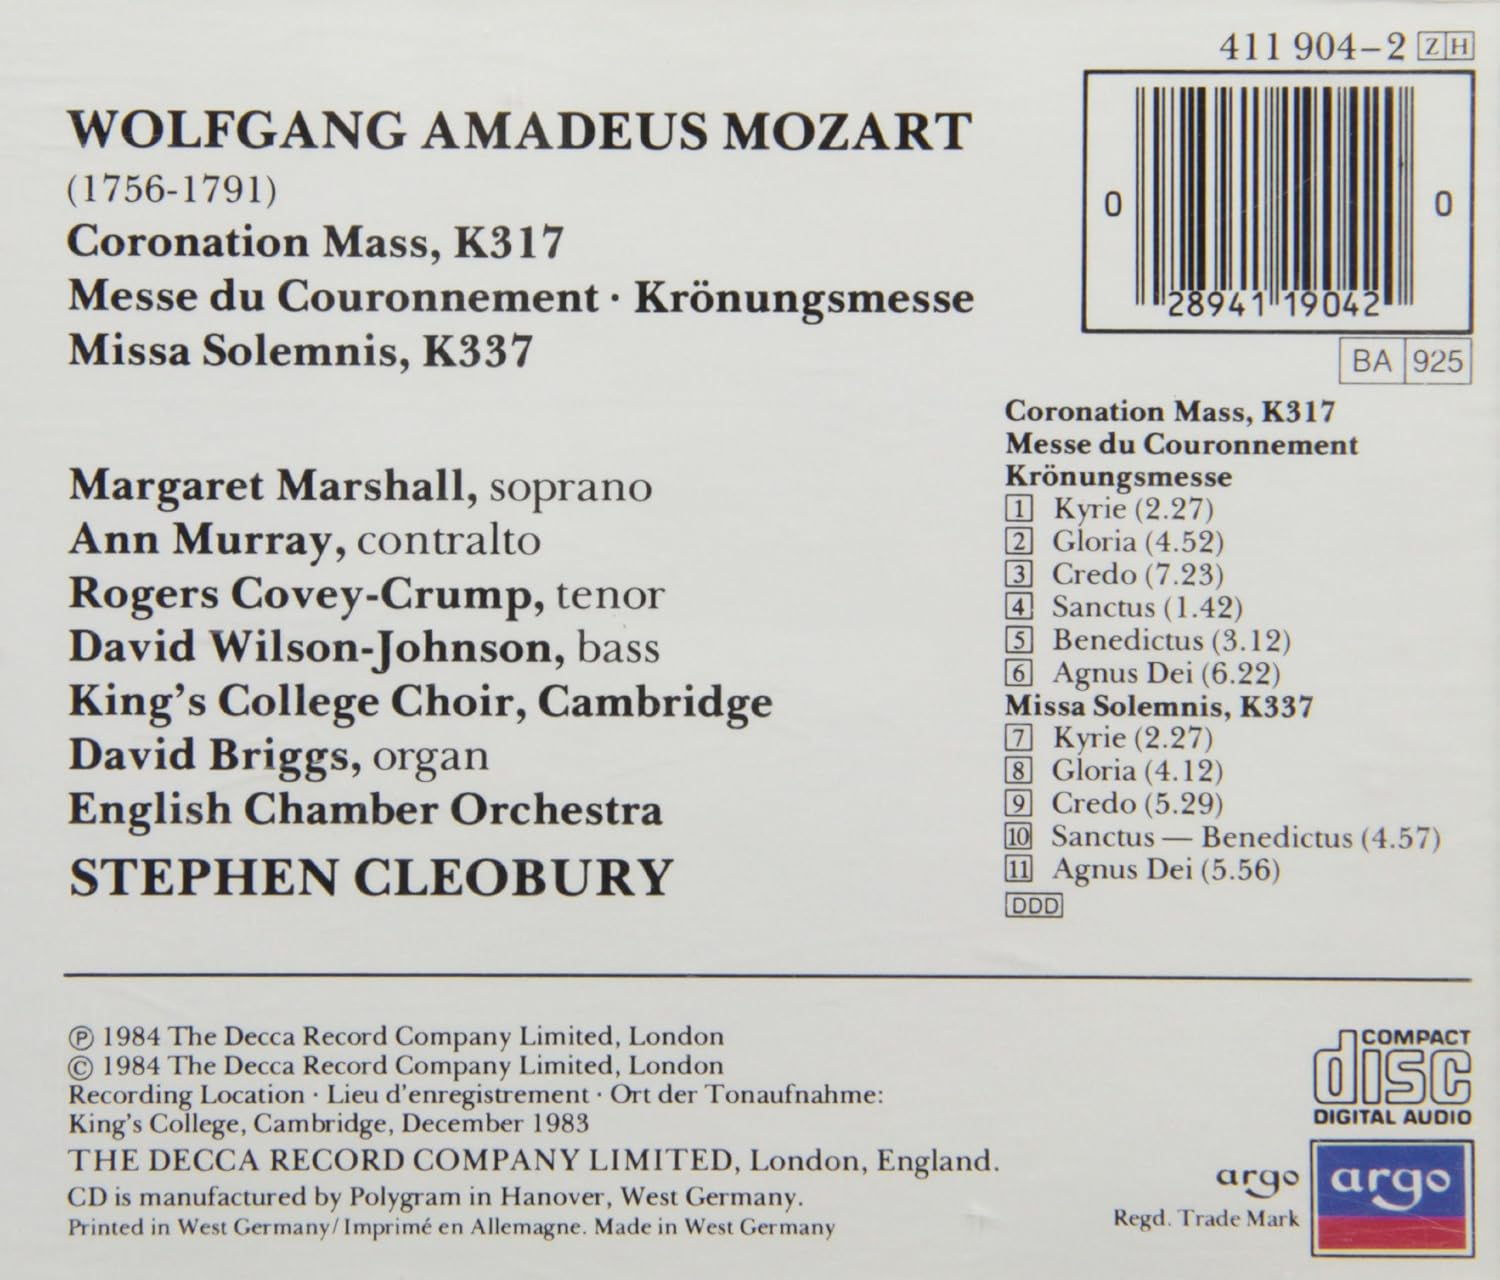 411 904-2 ZH
0 28941 19042 0
BA 925
WOLFGANG AMADEUS MOZART
(1756-1791)
Coronation Mass, K317
Messe du Couronnement · Krönungsmesse
Missa Solemnis, K337
Margaret Marshall, soprano
Ann Murray, contralto
Rogers Covey-Crump, tenor
David Wilson-Johnson, bass
King's College Choir, Cambridge
David Briggs, organ
English Chamber Orchestra
STEPHEN CLEOBURY
Coronation Mass, K317
Messe du Couronnement
Krönungsmesse
1 Kyrie (2.27)
2 Gloria (4.52)
3 Credo (7.23)
4 Sanctus (1.42)
5 Benedictus (3.12)
6 Agnus Dei (6.22)
Missa Solemnis, K337
7 Kyrie (2.27)
8 Gloria (4.12)
9 Credo (5.29)
10 Sanctus — Benedictus (4.57)
11 Agnus Dei (5.56)
DDD
℗ 1984 The Decca Record Company Limited, London
© 1984 The Decca Record Company Limited, London
Recording Location · Lieu d'enregistrement · Ort der Tonaufnahme:
King's College, Cambridge, December 1983
THE DECCA RECORD COMPANY LIMITED, London, England.
CD is manufactured by Polygram in Hanover, West Germany.
Printed in West Germany/Imprimé en Allemagne. Made in West Germany
COMPACT
disc
DIGITAL AUDIO
argo
Regd. Trade Mark
argo